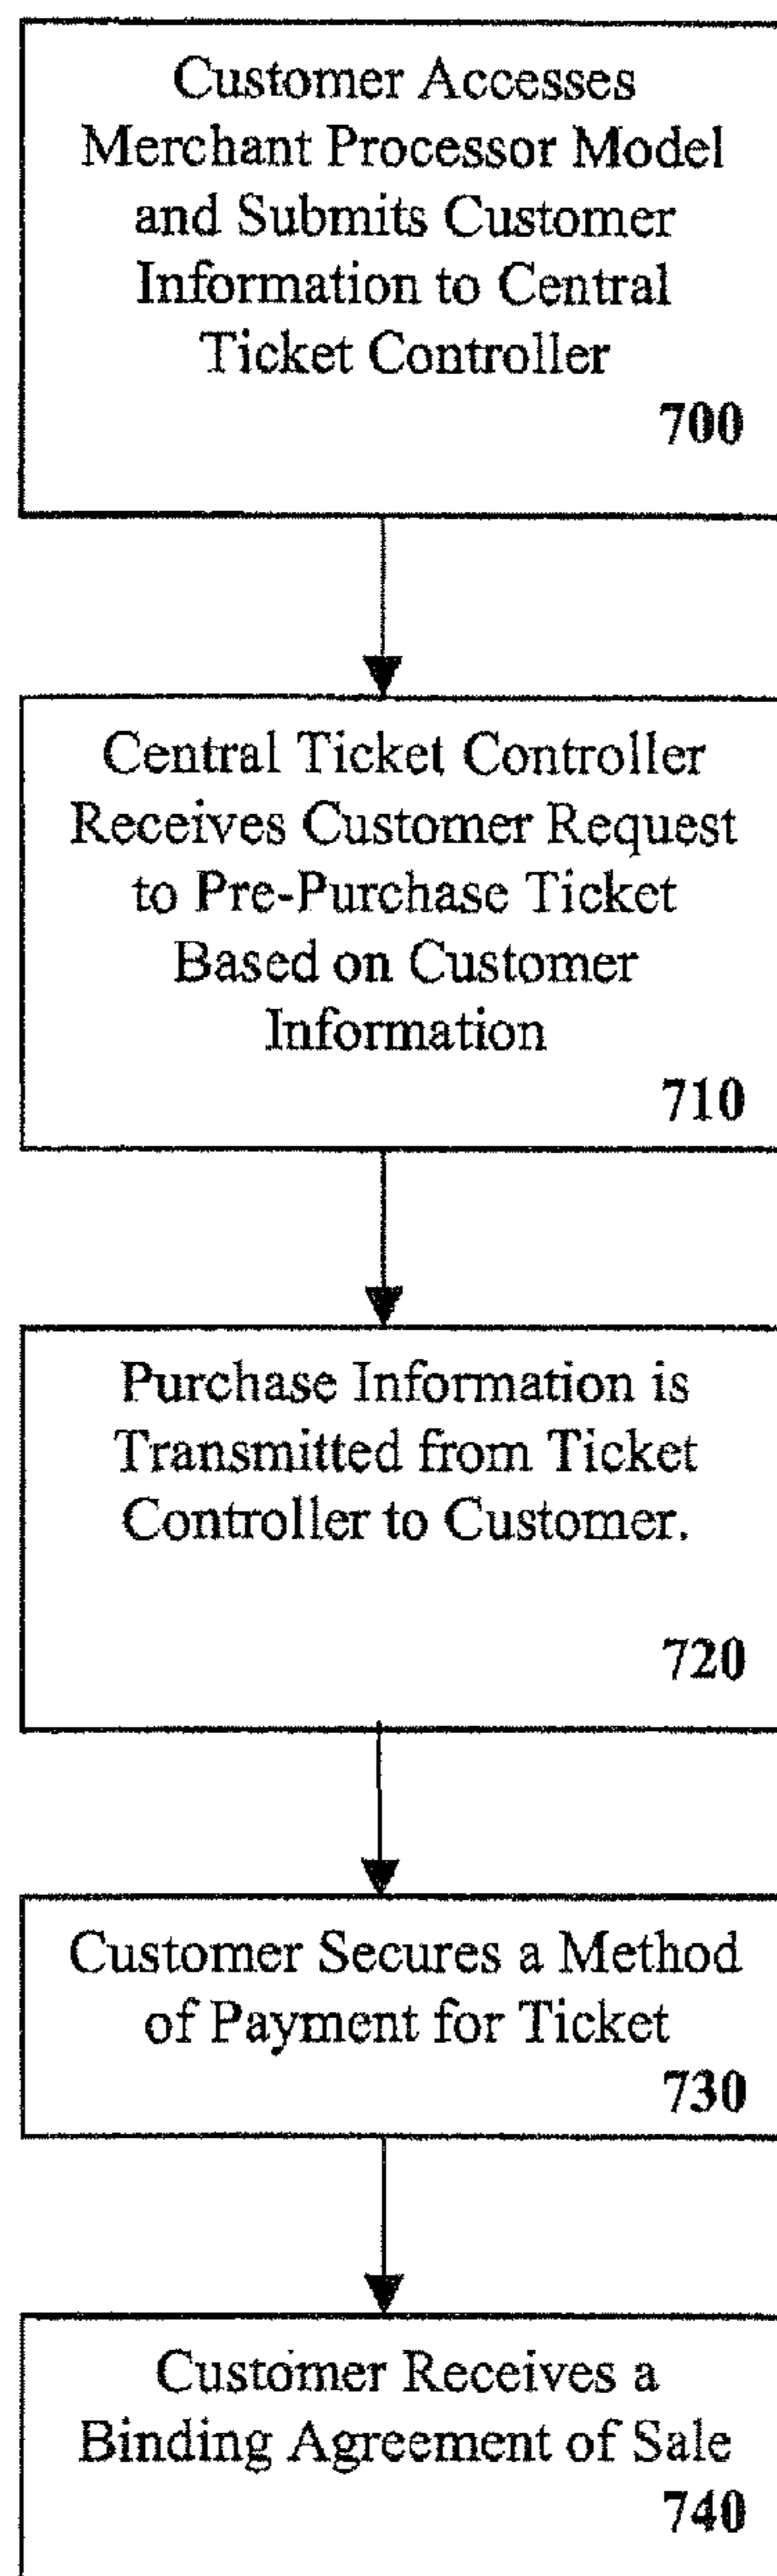 Customer Accesses
Merchant Processor Model
and Submits Customer
Information to Central
Ticket Controller
700
Central Ticket Controller
Receives Customer Request
to Pre-Purchase Ticket
Based on Customer
Information
710
Purchase Information is
Transmitted from Ticket
Controller to Customer.
720
Customer Secures a Method
of Payment for Ticket
730
Customer Receives a
Binding Agreement of Sale
740